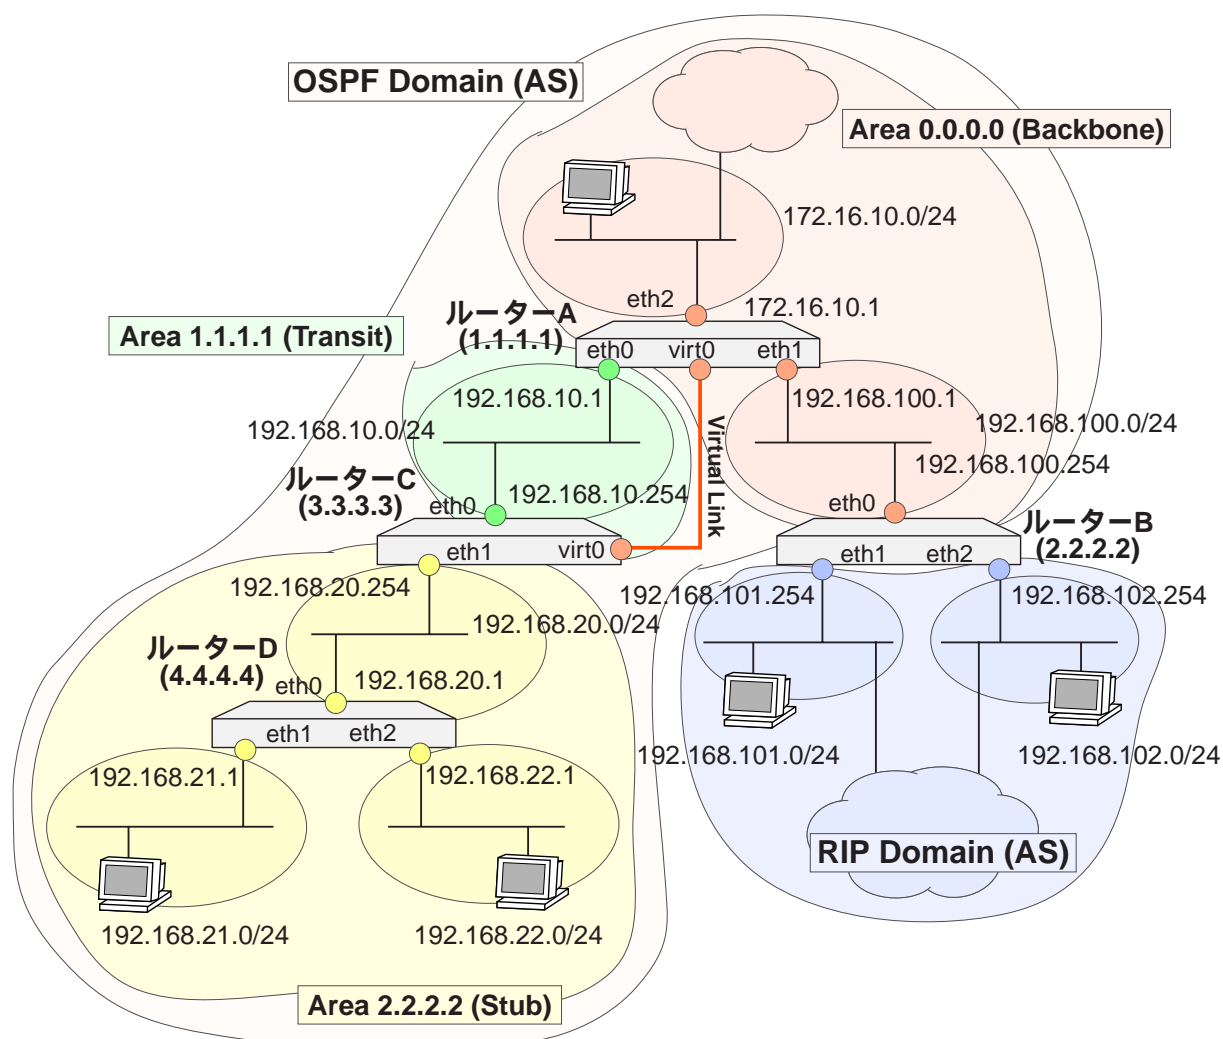 OSPF Domain (AS)
Area 0.0.0.0 (Backbone)
172.16.10.0/24
eth2
172.16.10.1
ルーターA
(1.1.1.1)
Area 1.1.1.1 (Transit)
eth0
virt0
eth1
192.168.10.1
192.168.100.1
192.168.10.0/24
192.168.100.0/24
Virtual Link
192.168.100.254
ルーターC
(3.3.3.3)
192.168.10.254
eth0
eth0
ルーターB
(2.2.2.2)
eth1
virt0
eth1
eth2
192.168.20.254
192.168.101.254
192.168.102.254
192.168.20.0/24
ルーターD
(4.4.4.4)
eth0
192.168.20.1
eth1
eth2
192.168.21.1
192.168.22.1
192.168.101.0/24
192.168.102.0/24
RIP Domain (AS)
192.168.21.0/24
192.168.22.0/24
Area 2.2.2.2 (Stub)